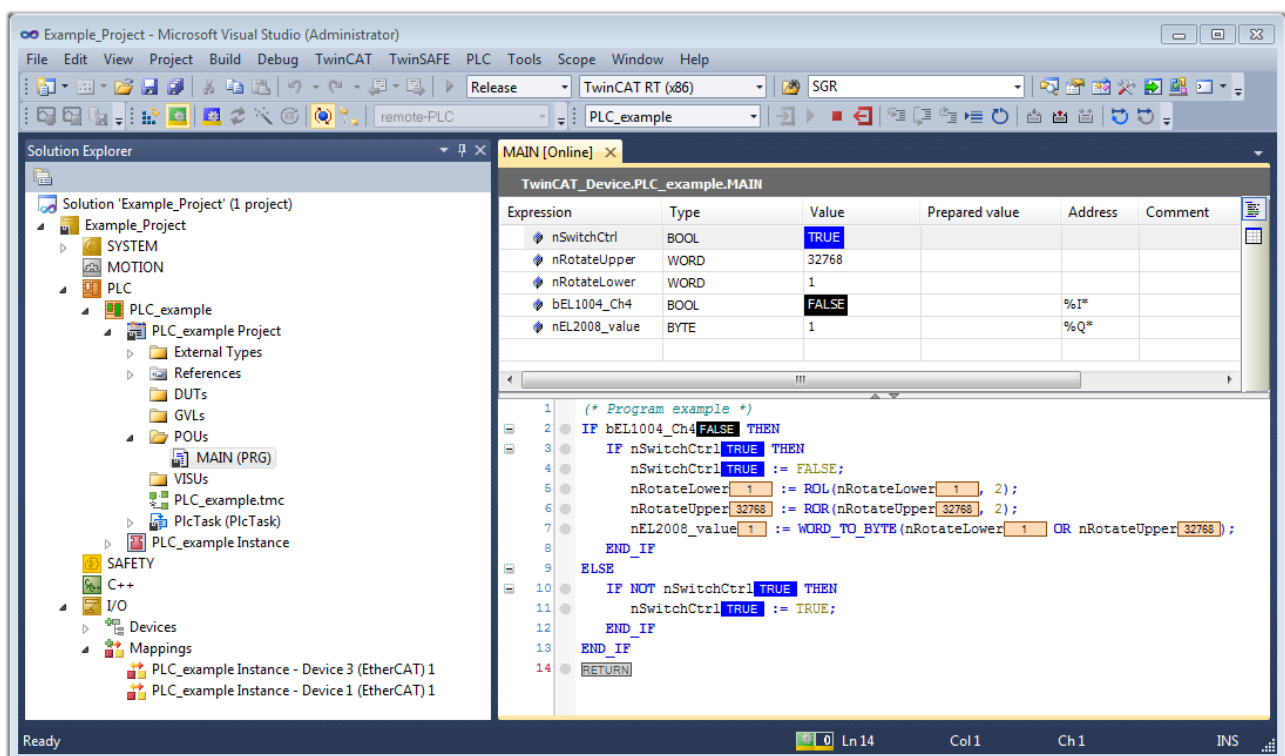 Example_Project - Microsoft Visual Studio (Administrator)
File Edit View Project Build Debug TwinCAT TwinSAFE PLC Tools Scope Window Help
Release TwinCAT RT (x86) SGR
remote-PLC PLC_example
Solution Explorer
Solution 'Example_Project' (1 project)
Example_Project
SYSTEM
MOTION
PLC
PLC_example
PLC_example Project
External Types
References
DUTs
GVLs
POUs
MAIN (PRG)
VISUs
PLC_example.tmc
PlcTask (PlcTask)
PLC_example Instance
SAFETY
C++
I/O
Devices
Mappings
PLC_example Instance - Device 3 (EtherCAT) 1
PLC_example Instance - Device 1 (EtherCAT) 1
MAIN [Online]
TwinCAT_Device.PLC_example.MAIN
Expression Type Value Prepared value Address Comment
nSwitchCtrl BOOL TRUE
nRotateUpper WORD 32768
nRotateLower WORD 1
bEL1004_Ch4 BOOL FALSE %I*
nEL2008_value BYTE 1 %Q*
1 (* Program example *)
2 IF bEL1004_Ch4 FALSE THEN
3 IF nSwitchCtrl TRUE THEN
4 nSwitchCtrl TRUE := FALSE;
5 nRotateLower 1 := ROL(nRotateLower 1 , 2);
6 nRotateUpper 32768 := ROR(nRotateUpper 32768 , 2);
7 nEL2008_value 1 := WORD_TO_BYTE(nRotateLower 1 OR nRotateUpper 32768 );
8 END_IF
9 ELSE
10 IF NOT nSwitchCtrl TRUE THEN
11 nSwitchCtrl TRUE := TRUE;
12 END_IF
13 END_IF
14 RETURN
Ready 0 Ln 14 Col 1 Ch 1 INS